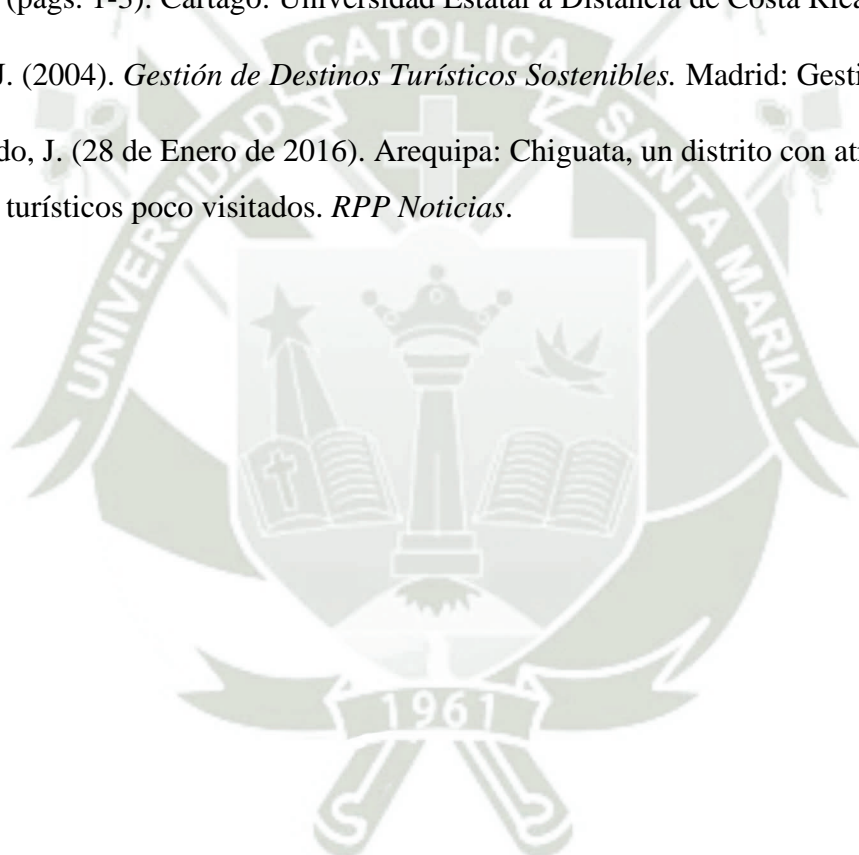 (págs. 1-3). Cartago: Universidad Estatal a Distancia de Costa Rica
J. (2004). Gestión de Destinos Turísticos Sostenibles. Madrid: Gesti
do, J. (28 de Enero de 2016). Arequipa: Chiguata, un distrito con at
turísticos poco visitados. RPP Noticias.
UNIVERSIDAD CATOLICA SANTA MARIA
1961